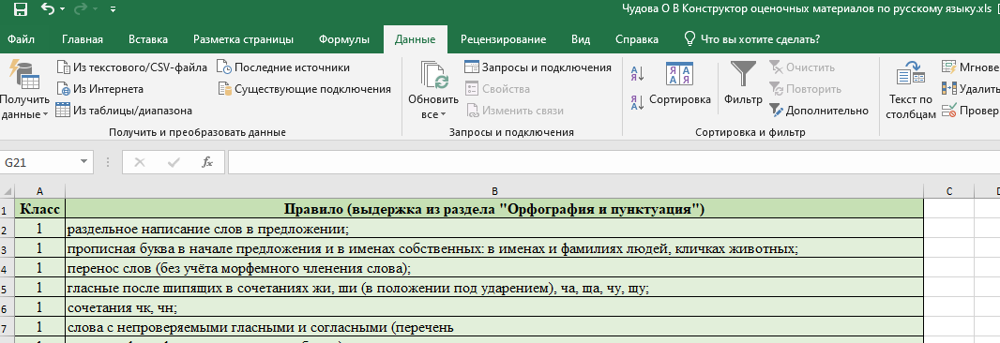 Чудова О В Конструктор оценочных материалов по русскому языку.xls
Файл Главная Вставка Разметка страницы Формулы Данные Рецензирование Вид Справка Что вы хотите сделать?
Получить данные
Из текстового/CSV-файла
Из Интернета
Из таблицы/диапазона
Последние источники
Существующие подключения
Получить и преобразовать данные
Обновить все
Запросы и подключения
Свойства
Изменить связи
Запросы и подключения
Сортировка
Фильтр
Очистить
Повторить
Дополнительно
Сортировка и фильтр
Текст по столбцам
Мгнове
Удалить
Провер
G21
A B C
1 Класс Правило (выдержка из раздела "Орфография и пунктуация")
2 1 раздельное написание слов в предложении;
3 1 прописная буква в начале предложения и в именах собственных: в именах и фамилиях людей, кличках животных;
4 1 перенос слов (без учёта морфемного членения слова);
5 1 гласные после шипящих в сочетаниях жи, ши (в положении под ударением), ча, ща, чу, щу;
6 1 сочетания чк, чн;
7 1 слова с непроверяемыми гласными и согласными (перечень